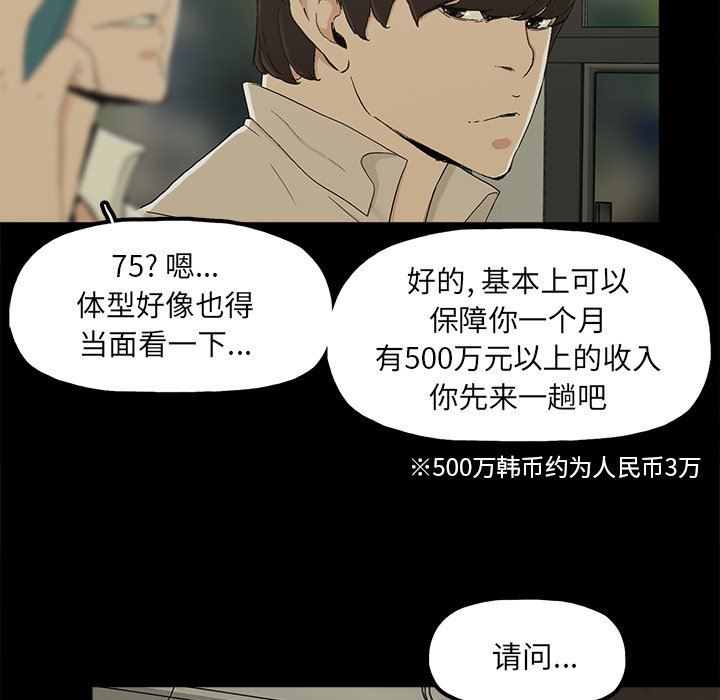 75? 嗯...
体型好像也得
当面看一下...
好的, 基本上可以
保障你一个月
有500万元以上的收入
你先来一趟吧
※500万韩币约为人民币3万
请问...